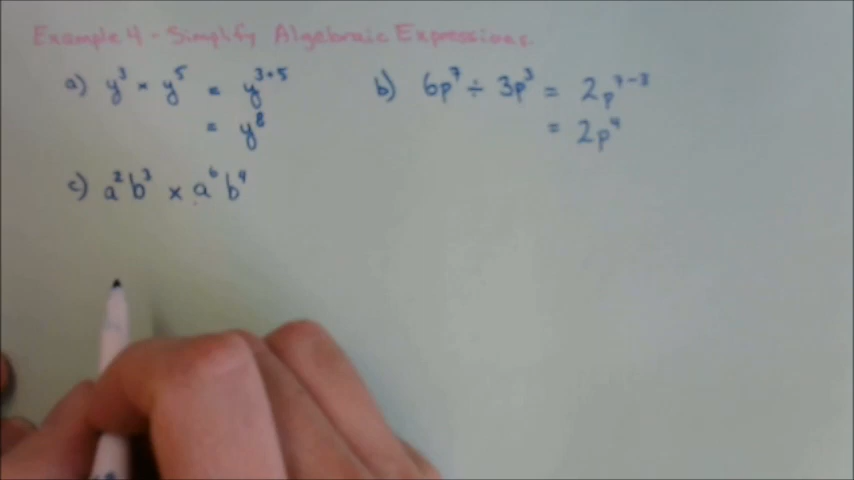 Example 4 - Simplify Algebraic Expressions.
a) y³ × y⁵ = y³⁺⁵
= y⁸
b) 6p⁷ ÷ 3p³ = 2p⁷⁻³
= 2p⁴
c) a²b³ × a⁶b⁴